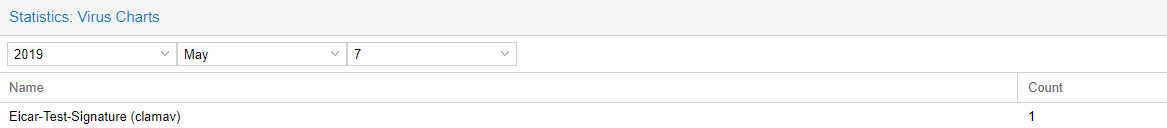 Statistics: Virus Charts
2019 May 7
Name Count
Eicar-Test-Signature (clamav) 1